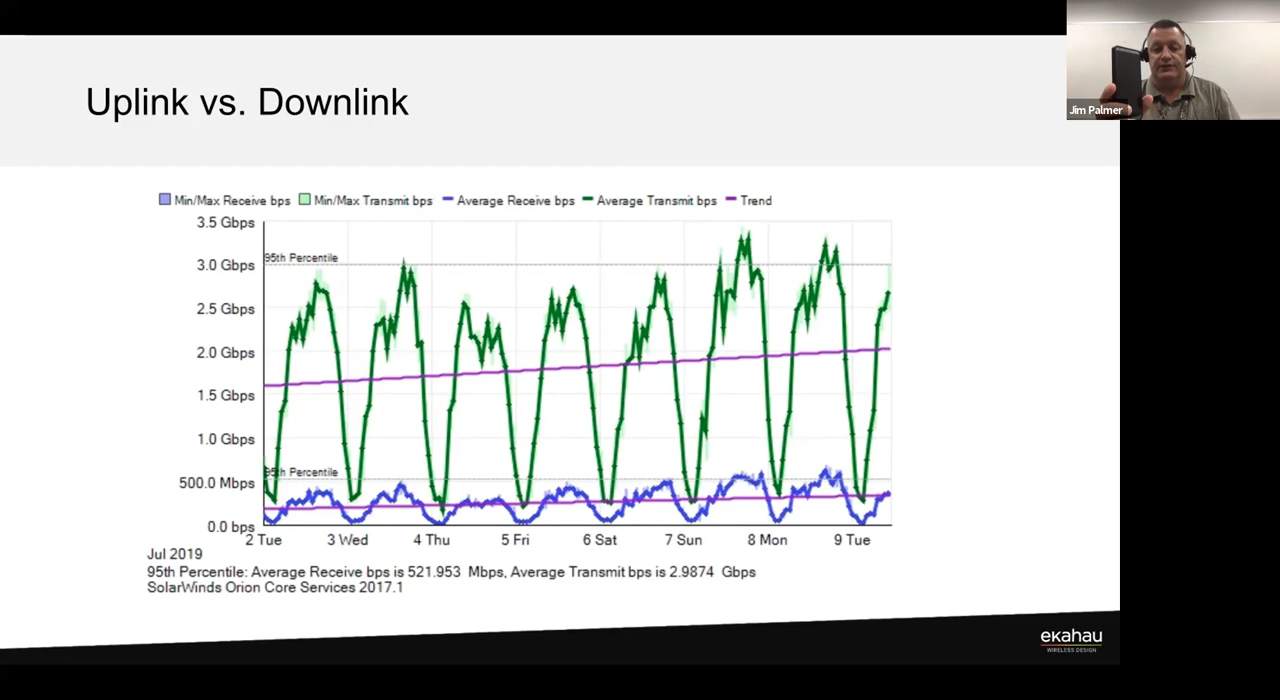 Uplink vs. Downlink
Jim Palmer
Min/Max Receive bps Min/Max Transmit bps Average Receive bps Average Transmit bps Trend
3.5 Gbps
95th Percentile
3.0 Gbps
2.5 Gbps
2.0 Gbps
1.5 Gbps
1.0 Gbps
95th Percentile
500.0 Mbps
0.0 bps
2 Tue 3 Wed 4 Thu 5 Fri 6 Sat 7 Sun 8 Mon 9 Tue
Jul 2019
95th Percentile: Average Receive bps is 521.953 Mbps, Average Transmit bps is 2.9874 Gbps
SolarWinds Orion Core Services 2017.1
ekahau
WIRELESS DESIGN